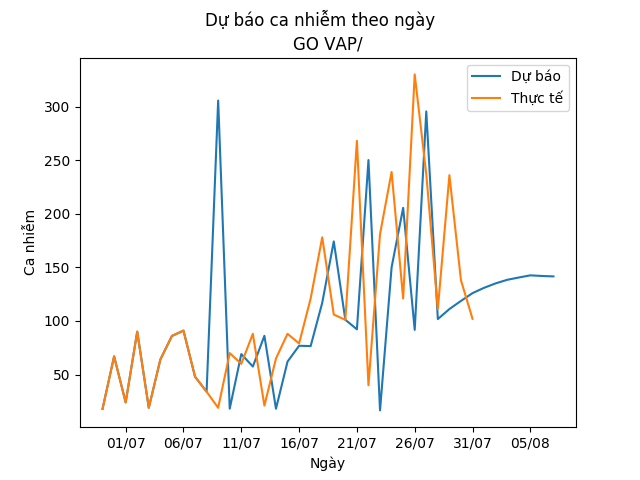 Dự báo ca nhiễm theo ngày
GO VAP/
Dự báo
Thực tế
300
250
200
150
100
50
Ca nhiễm
01/07 06/07 11/07 16/07 21/07 26/07 31/07 05/08
Ngày